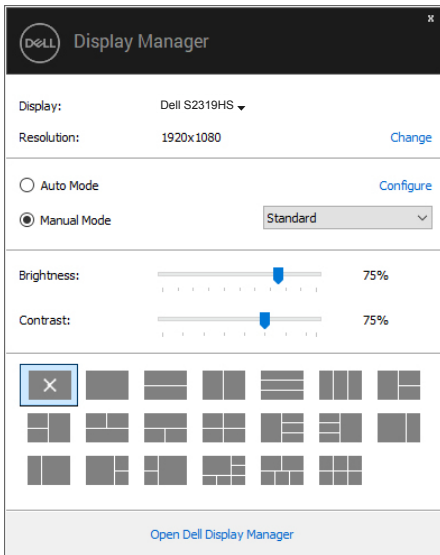 x
DELL Display Manager
Display: Dell S2319HS
Resolution: 1920x1080 Change
Auto Mode Configure
Manual Mode Standard
Brightness: 75%
Contrast: 75%
Open Dell Display Manager